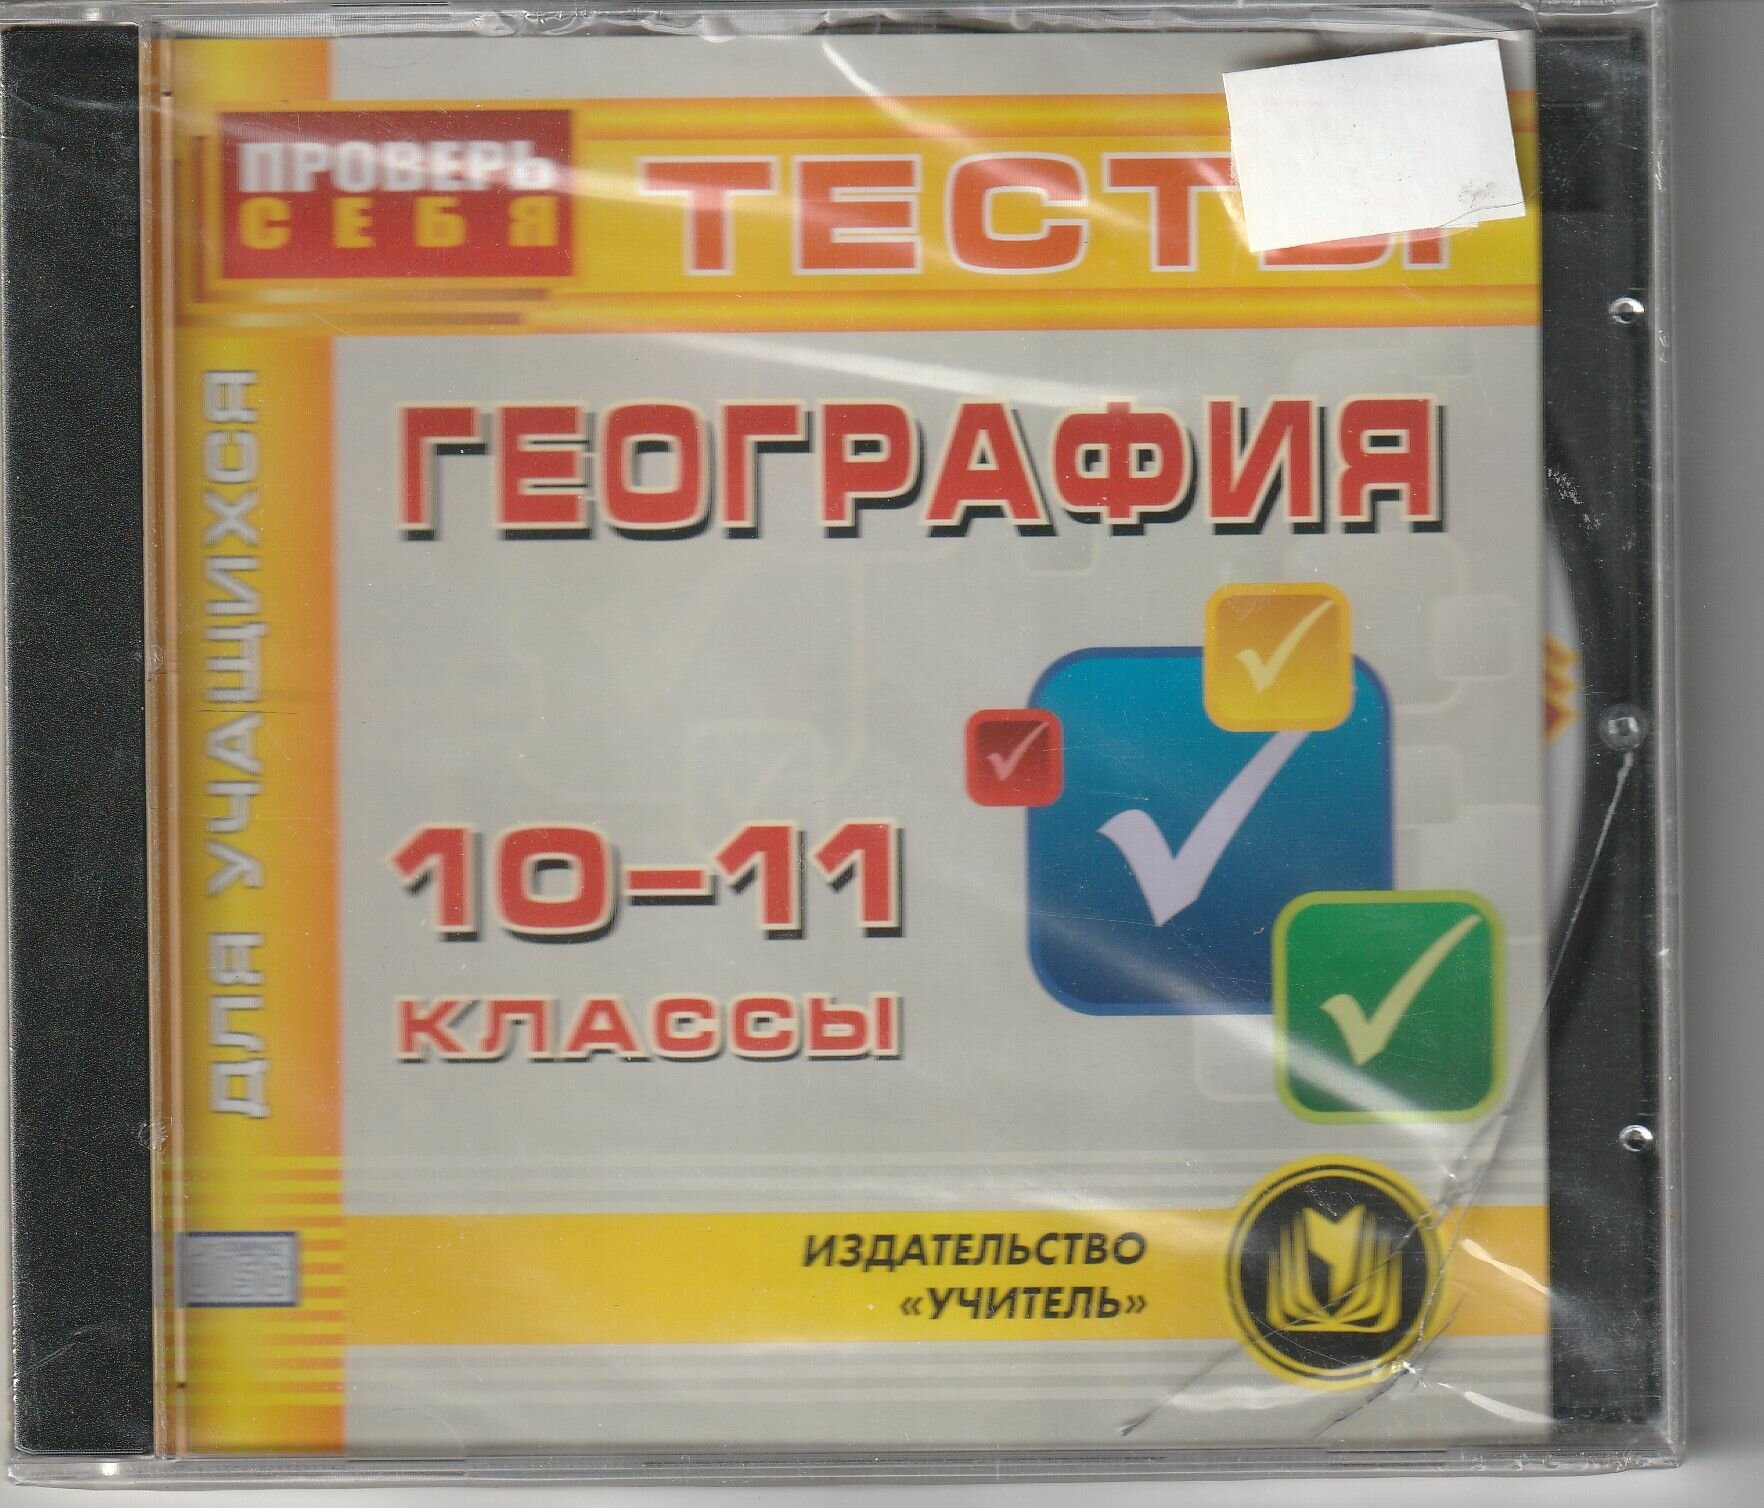 ПРОВЕРЬ
СЕБЯ
ТЕСТЫ
ДЛЯ УЧАЩИХСЯ
ГЕОГРАФИЯ
10–11
КЛАССЫ
ИЗДАТЕЛЬСТВО
«УЧИТЕЛЬ»